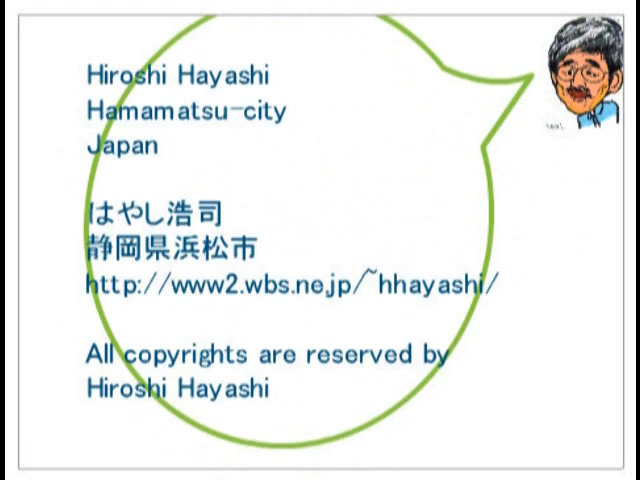 Hiroshi Hayashi
Hamamatsu-city
Japan
はやし浩司
静岡県浜松市
http://www2.wbs.ne.jp/~hhayashi/
All copyrights are reserved by
Hiroshi Hayashi